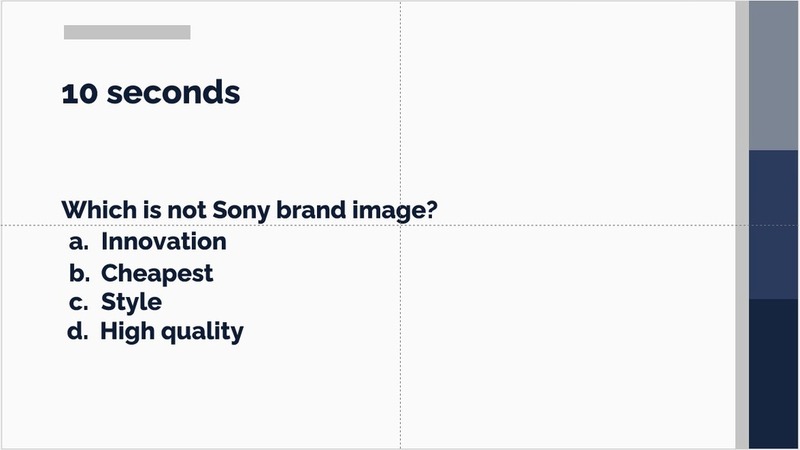 10 seconds
Which is not Sony brand image?
a. Innovation
b. Cheapest
c. Style
d. High quality